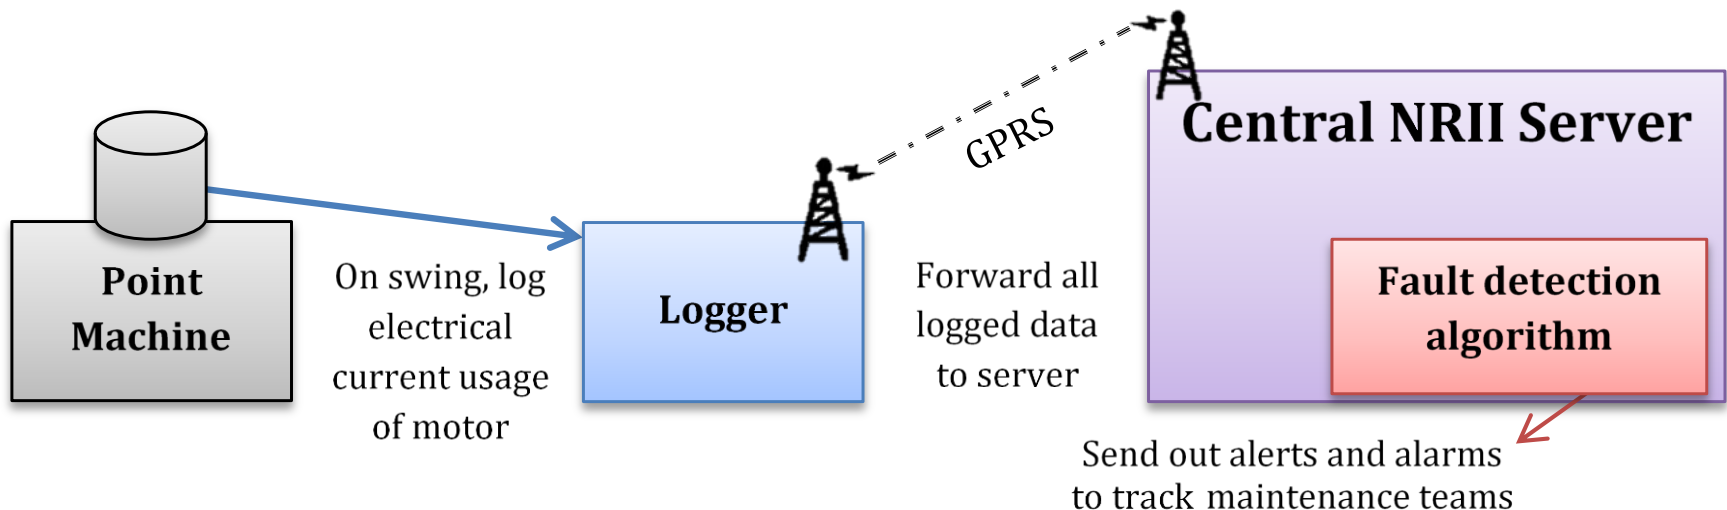 Point
Machine
On swing, log
electrical
current usage
of motor
Logger
GPRS
Forward all
logged data
to server
Central NRII Server
Fault detection
algorithm
Send out alerts and alarms
to track maintenance teams